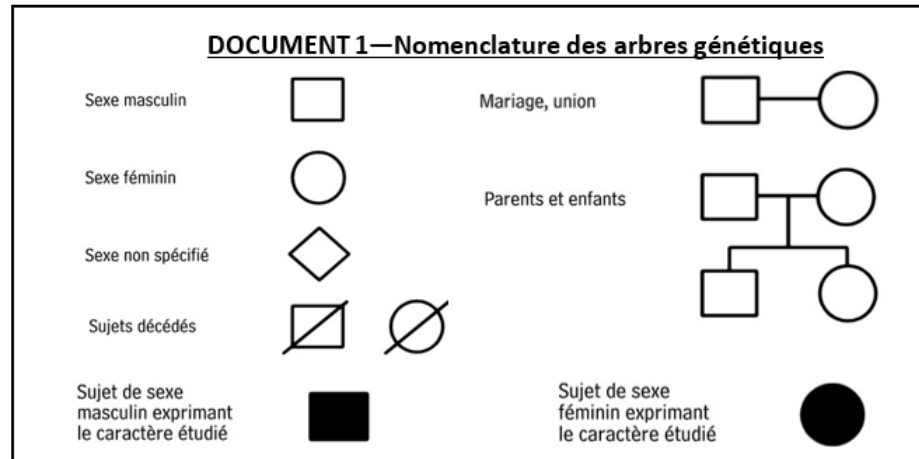 DOCUMENT 1—Nomenclature des arbres génétiques
Sexe masculin
Mariage, union
Sexe féminin
Parents et enfants
Sexe non spécifié
Sujets décédés
Sujet de sexe
masculin exprimant
le caractère étudié
Sujet de sexe
féminin exprimant
le caractère étudié